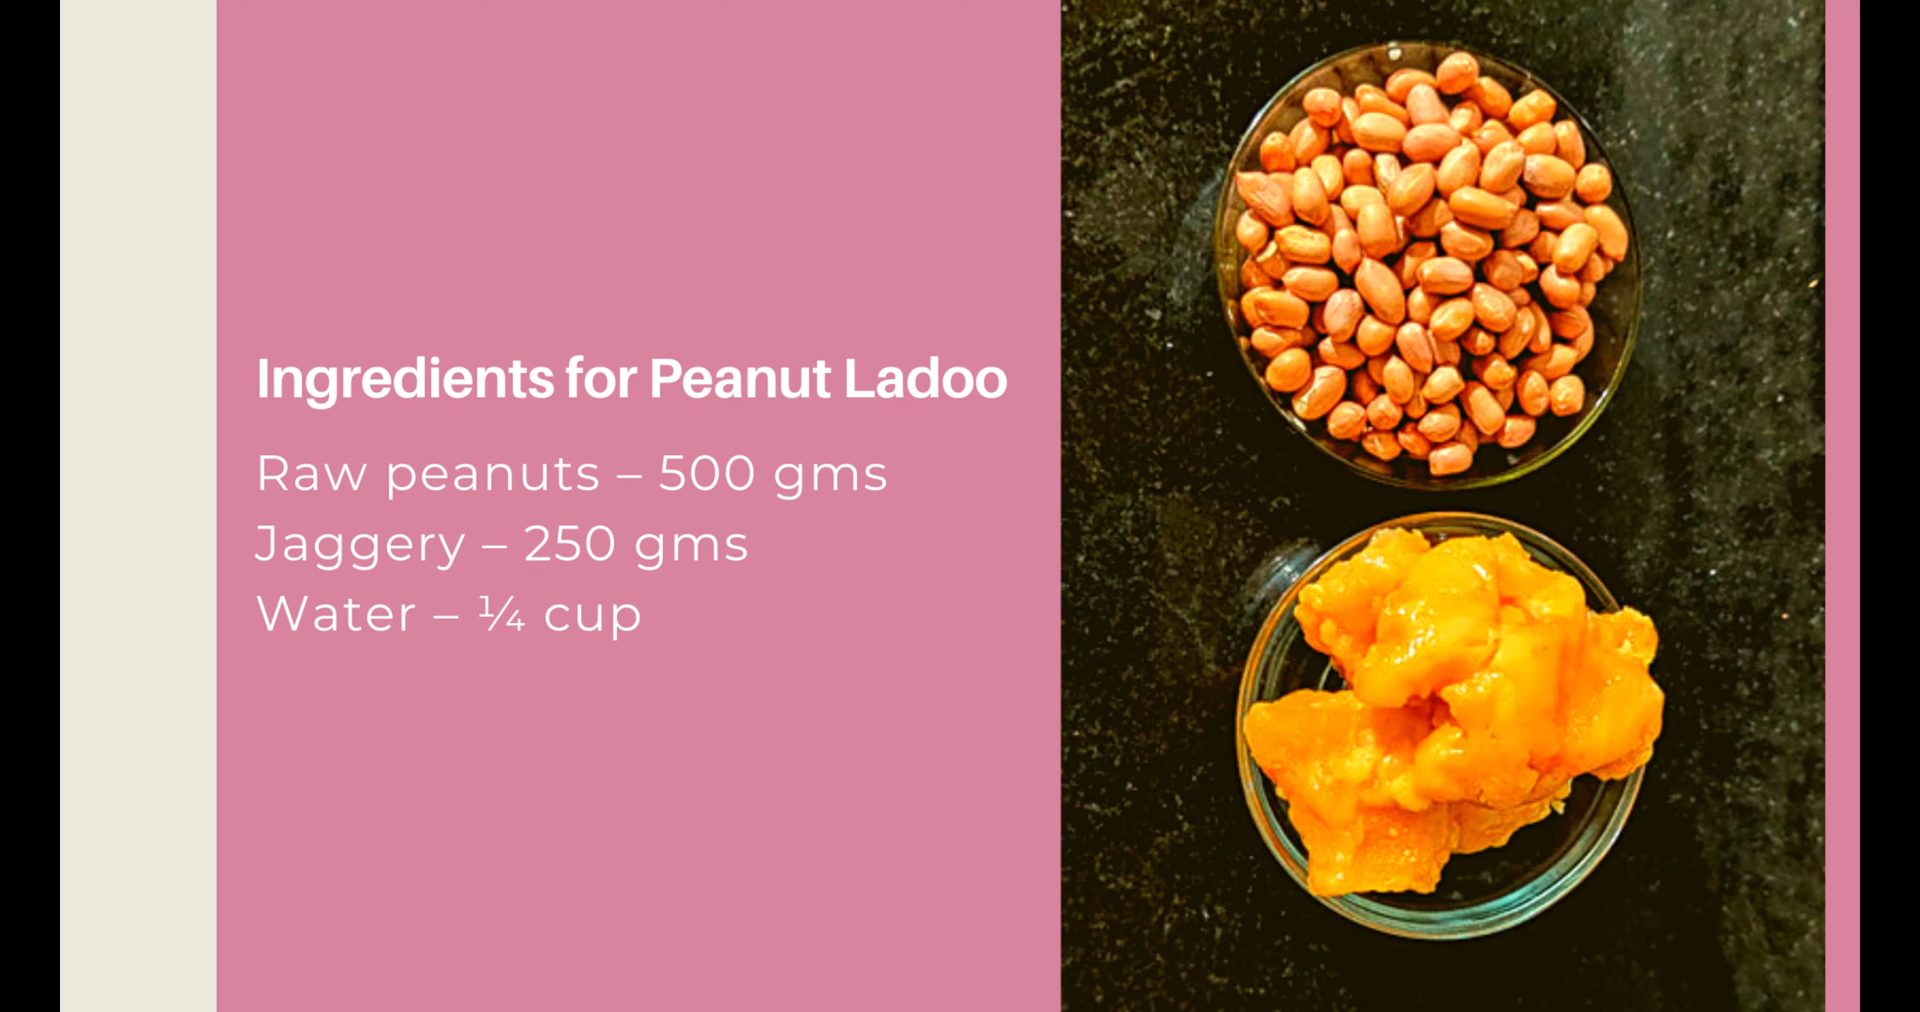 Ingredients for Peanut Ladoo
Raw peanuts – 500 gms
Jaggery – 250 gms
Water – ¼ cup